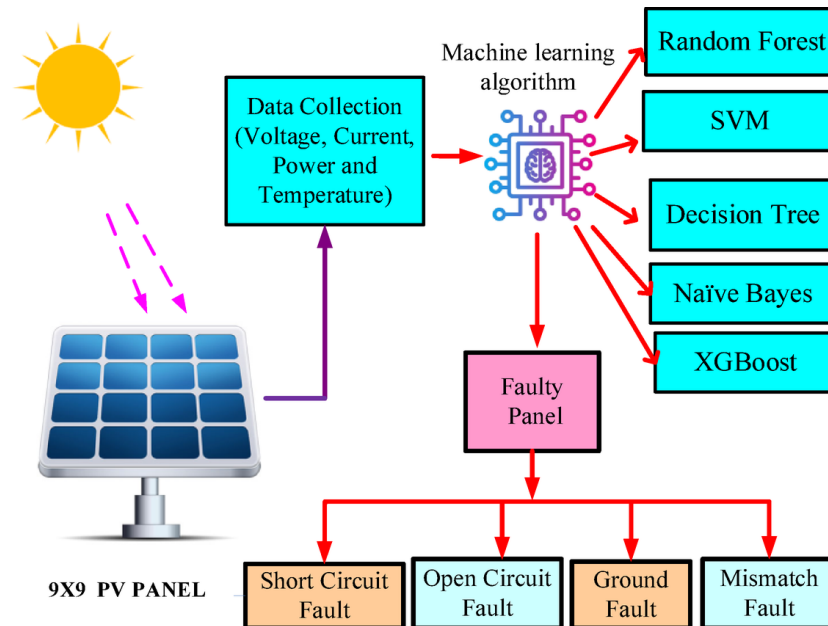 Machine learning
algorithm
Random Forest
Data Collection
(Voltage, Current,
Power and
Temperature)
SVM
Decision Tree
Naïve Bayes
XGBoost
Faulty
Panel
9X9 PV PANEL
Short Circuit
Fault
Open Circuit
Fault
Ground
Fault
Mismatch
Fault